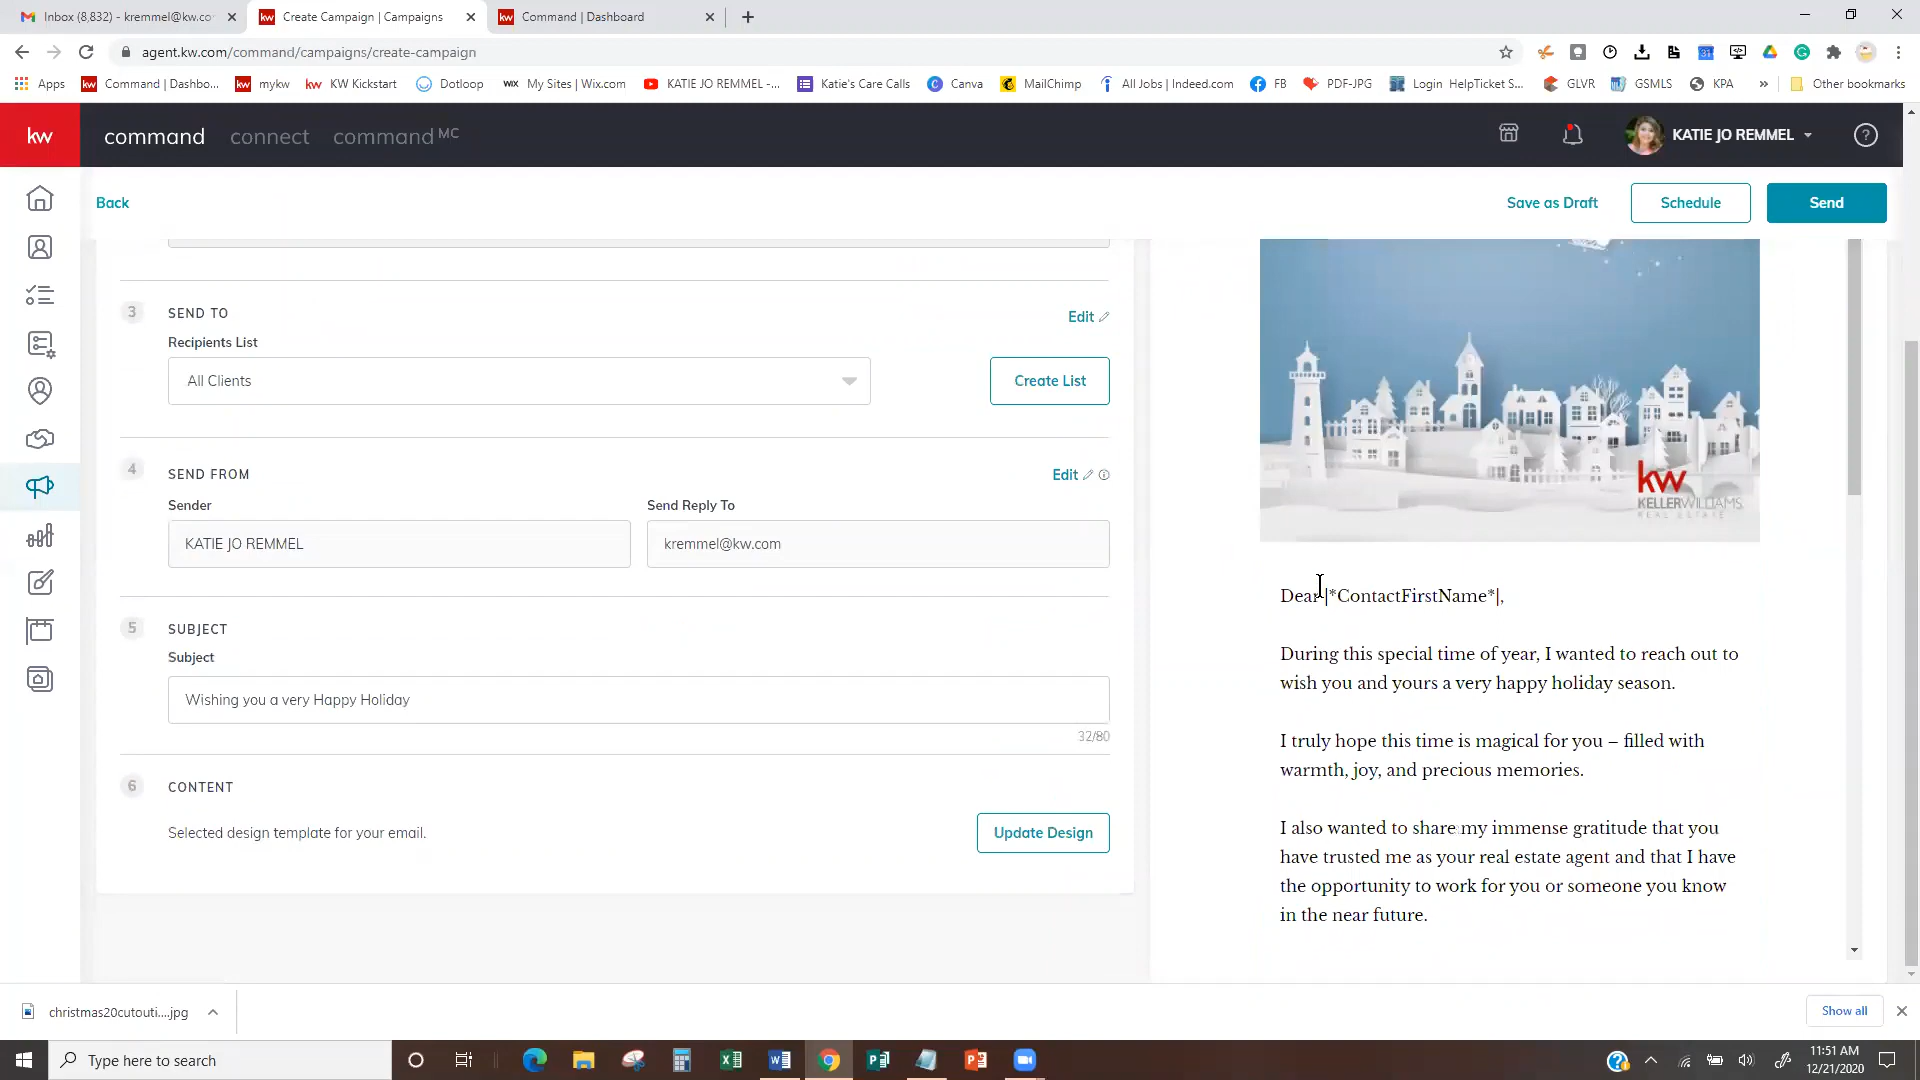 Inbox (8,832) - kremmel@kw.co
Create Campaign | Campaigns
Command | Dashboard
agent.kw.com/command/campaigns/create-campaign
Apps
Command | Dashbo...
mykw
KW Kickstart
Dotloop
WIX My Sites | Wix.com
KATIE JO REMMEL -...
Katie's Care Calls
Canva
MailChimp
All Jobs | Indeed.com
FB
PDF-JPG
Login HelpTicket S...
GLVR
GSMLS
KPA
Other bookmarks
kw
command
connect
command MC
KATIE JO REMMEL
Back
Save as Draft
Schedule
Send
3
SEND TO
Edit
Recipients List
All Clients
Create List
4
SEND FROM
Edit
Sender
Send Reply To
KATIE JO REMMEL
kremmel@kw.com
5
SUBJECT
Subject
Wishing you a very Happy Holiday
32/80
6
CONTENT
Selected design template for your email.
Update Design
kw
KELLERWILLIAMS
REAL ESTATE
Dear |*ContactFirstName*|,
During this special time of year, I wanted to reach out to
wish you and yours a very happy holiday season.
I truly hope this time is magical for you – filled with
warmth, joy, and precious memories.
I also wanted to share my immense gratitude that you
have trusted me as your real estate agent and that I have
the opportunity to work for you or someone you know
in the near future.
christmas20cutouti....jpg
Show all
Type here to search
11:51 AM
12/21/2020